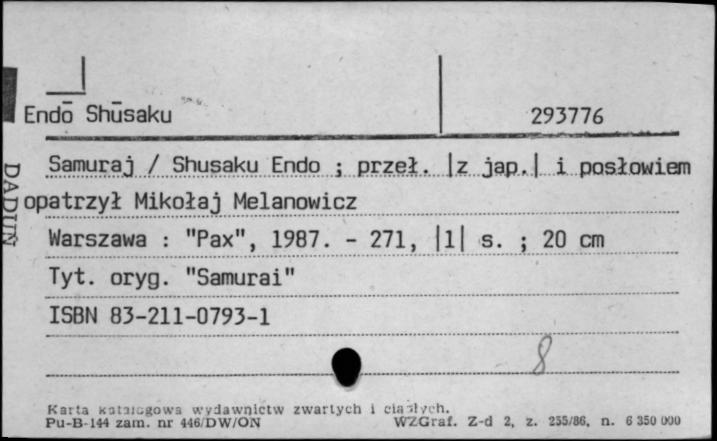 Endō Shūsaku 293776
Samuraj / Shusaku Endo ; przeł. |z jap.| i posłowiem
opatrzył Mikołaj Melanowicz
Warszawa : "Pax", 1987. - 271, |1| s. ; 20 cm
Tyt. oryg. "Samurai"
ISBN 83-211-0793-1
8
Karta katalogowa wydawnictw zwartych i ciągłych.
Pu-B-144 zam. nr 446/DW/ON WZGraf. Z-d 2, z. 255/86, n. 6 350 000
DADUN